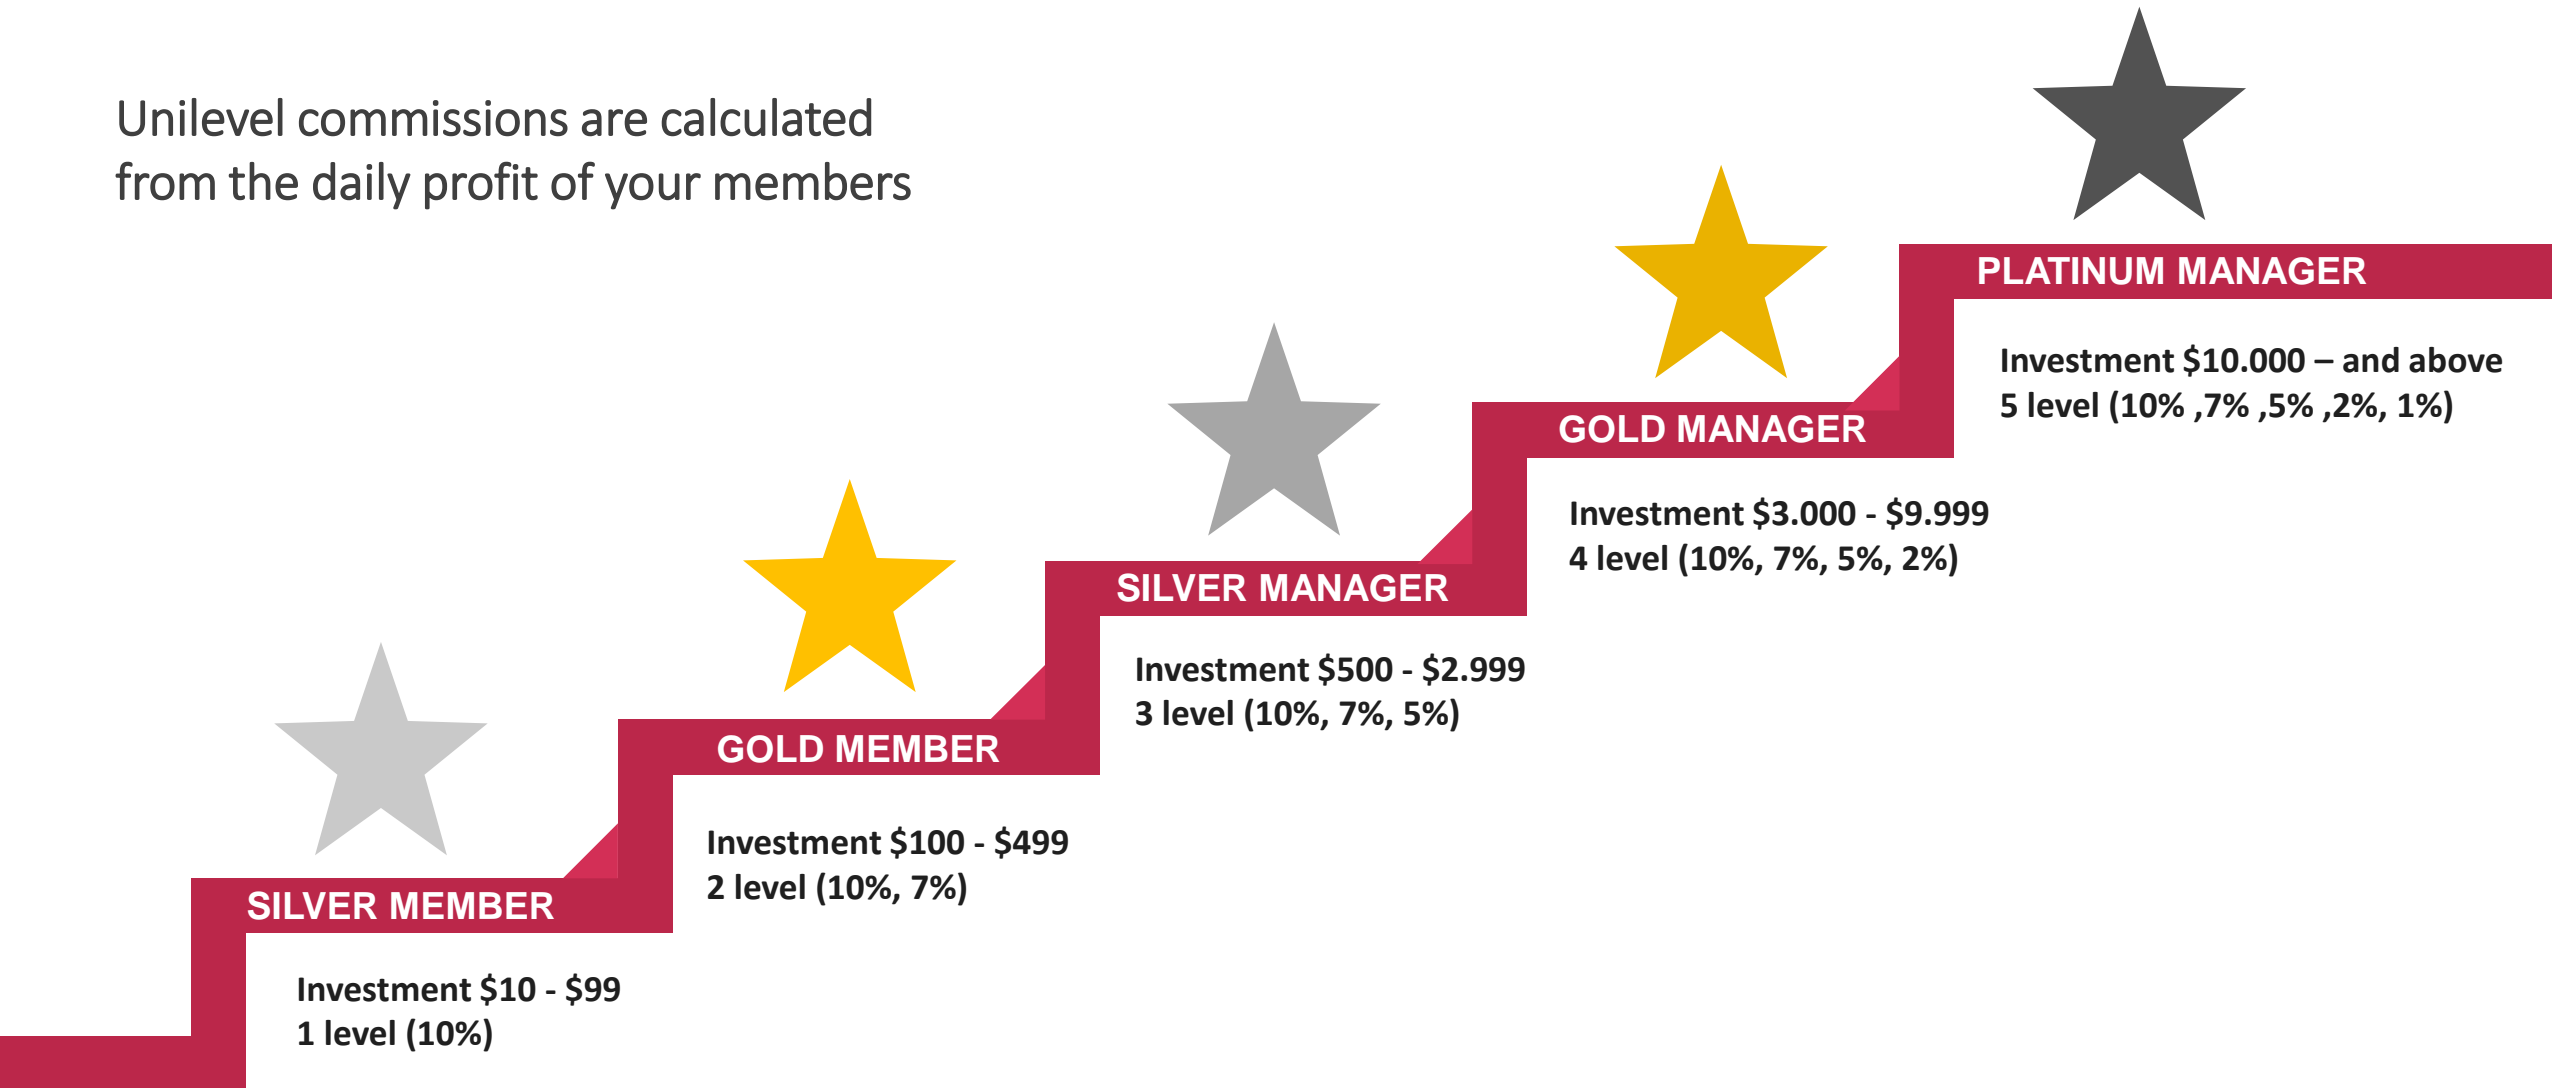 Unilevel commissions are calculated
from the daily profit of your members
PLATINUM MANAGER
Investment $10.000 – and above
5 level (10% ,7% ,5% ,2%, 1%)
GOLD MANAGER
Investment $3.000 - $9.999
4 level (10%, 7%, 5%, 2%)
SILVER MANAGER
Investment $500 - $2.999
3 level (10%, 7%, 5%)
GOLD MEMBER
Investment $100 - $499
2 level (10%, 7%)
SILVER MEMBER
Investment $10 - $99
1 level (10%)